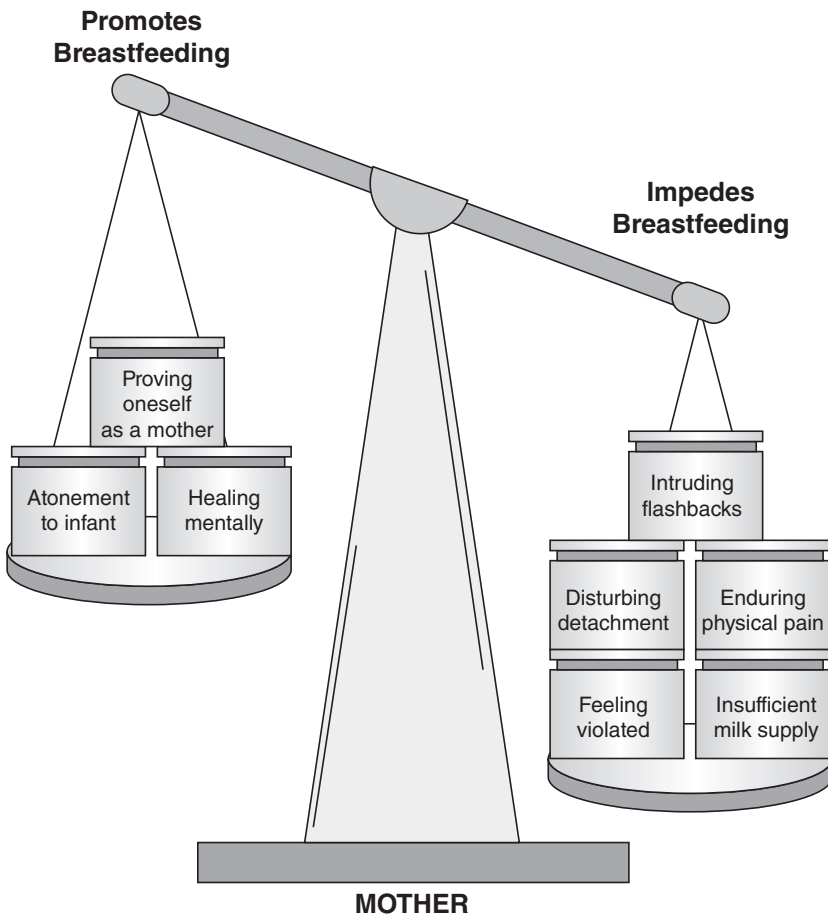 Promotes
Breastfeeding
Impedes
Breastfeeding
Proving
oneself
as a mother
Atonement
to infant
Healing
mentally
Intruding
flashbacks
Disturbing
detachment
Enduring
physical pain
Feeling
violated
Insufficient
milk supply
MOTHER